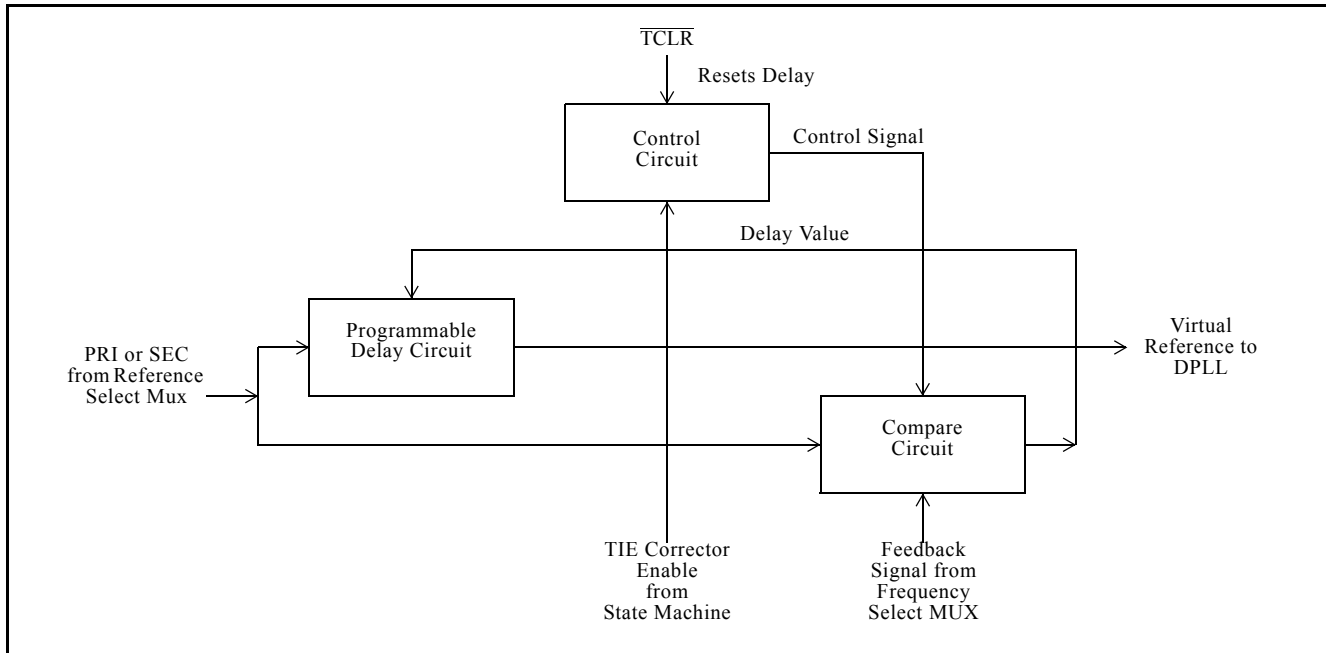 TCLR
Resets Delay
Control
Circuit
Control Signal
Delay Value
Programmable
Delay Circuit
PRI or SEC
from Reference
Select Mux
Virtual
Reference to
DPLL
Compare
Circuit
TIE Corrector
Enable
from
State Machine
Feedback
Signal from
Frequency
Select MUX